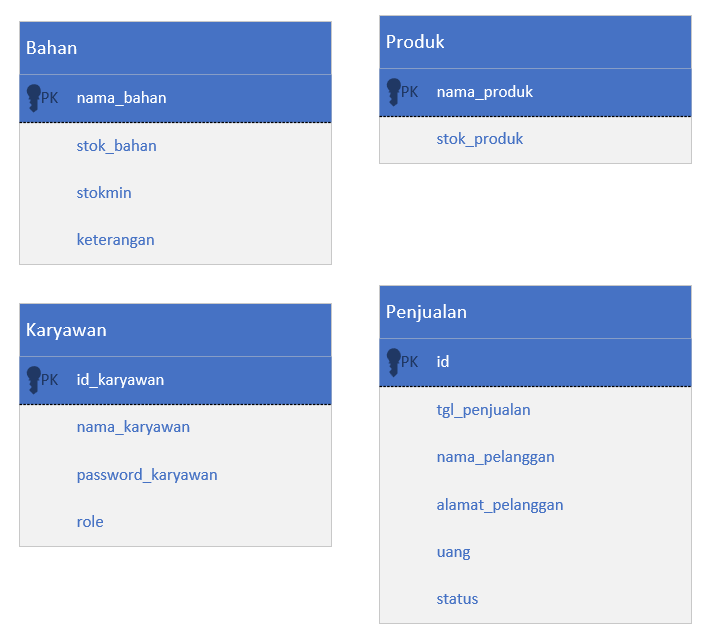 Bahan
PK nama_bahan
stok_bahan
stokmin
keterangan
Produk
PK nama_produk
stok_produk
Karyawan
PK id_karyawan
nama_karyawan
password_karyawan
role
Penjualan
PK id
tgl_penjualan
nama_pelanggan
alamat_pelanggan
uang
status